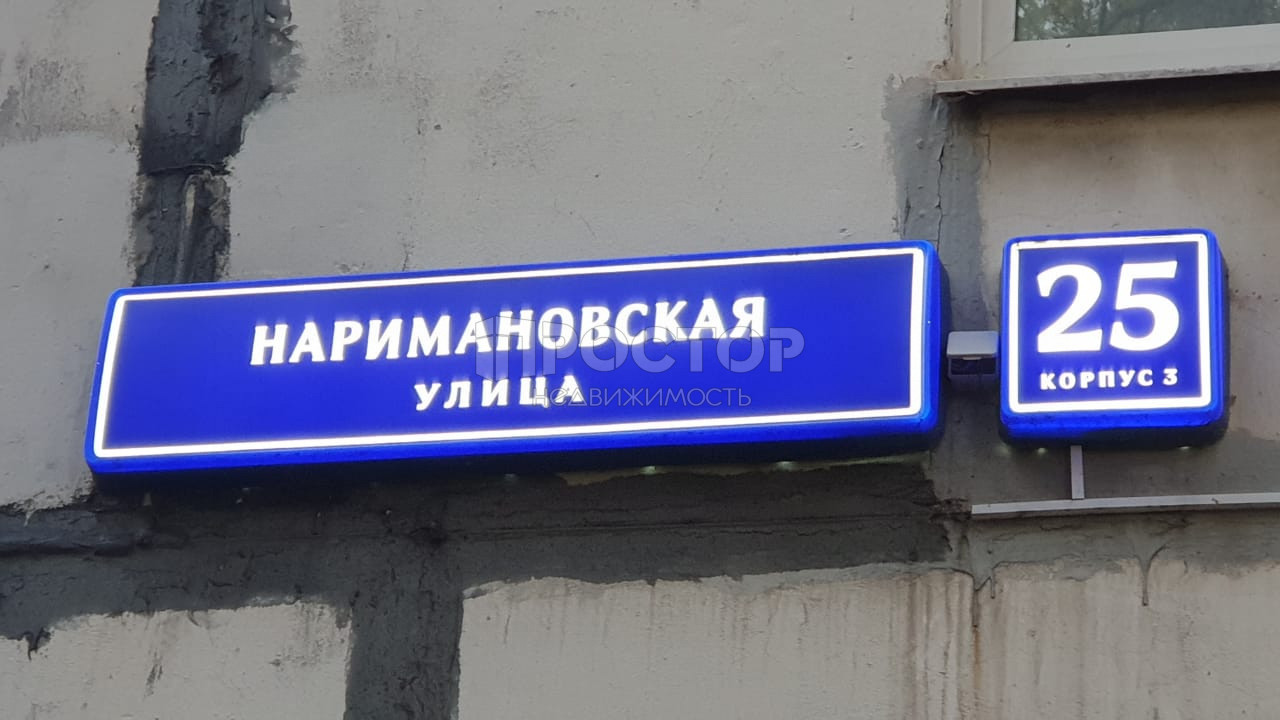 НАРИМАНОВСКАЯ
УЛИЦА
25
КОРПУС 3
ПРОСТОР
НЕДВИЖИМОСТЬ